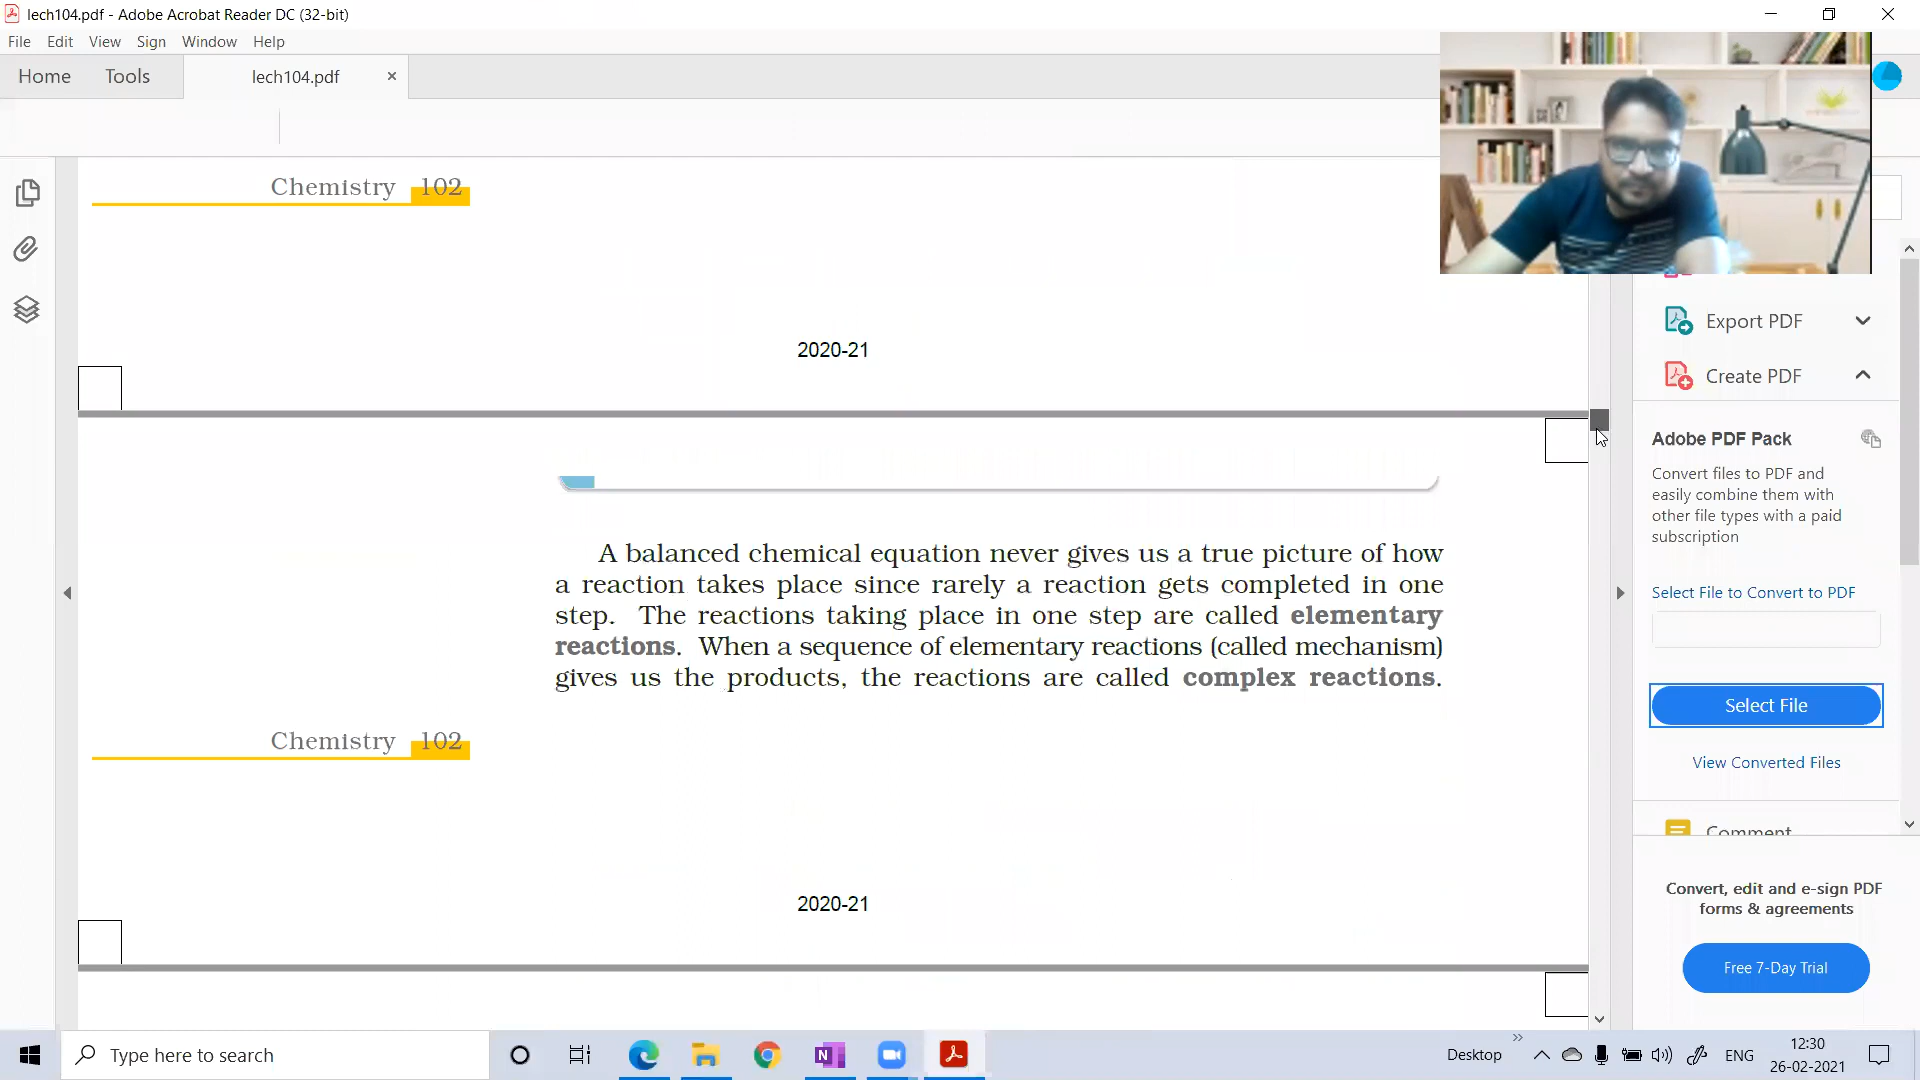 lech104.pdf - Adobe Acrobat Reader DC (32-bit)
File Edit View Sign Window Help
Home Tools lech104.pdf ×
Chemistry 102
2020-21
A balanced chemical equation never gives us a true picture of how
a reaction takes place since rarely a reaction gets completed in one
step. The reactions taking place in one step are called elementary
reactions. When a sequence of elementary reactions (called mechanism)
gives us the products, the reactions are called complex reactions.
Chemistry 102
2020-21
Export PDF
Create PDF
Adobe PDF Pack
Convert files to PDF and
easily combine them with
other file types with a paid
subscription
Select File to Convert to PDF
Select File
View Converted Files
Comment
Convert, edit and e-sign PDF
forms & agreements
Free 7-Day Trial
Type here to search
Desktop
ENG
12:30
26-02-2021